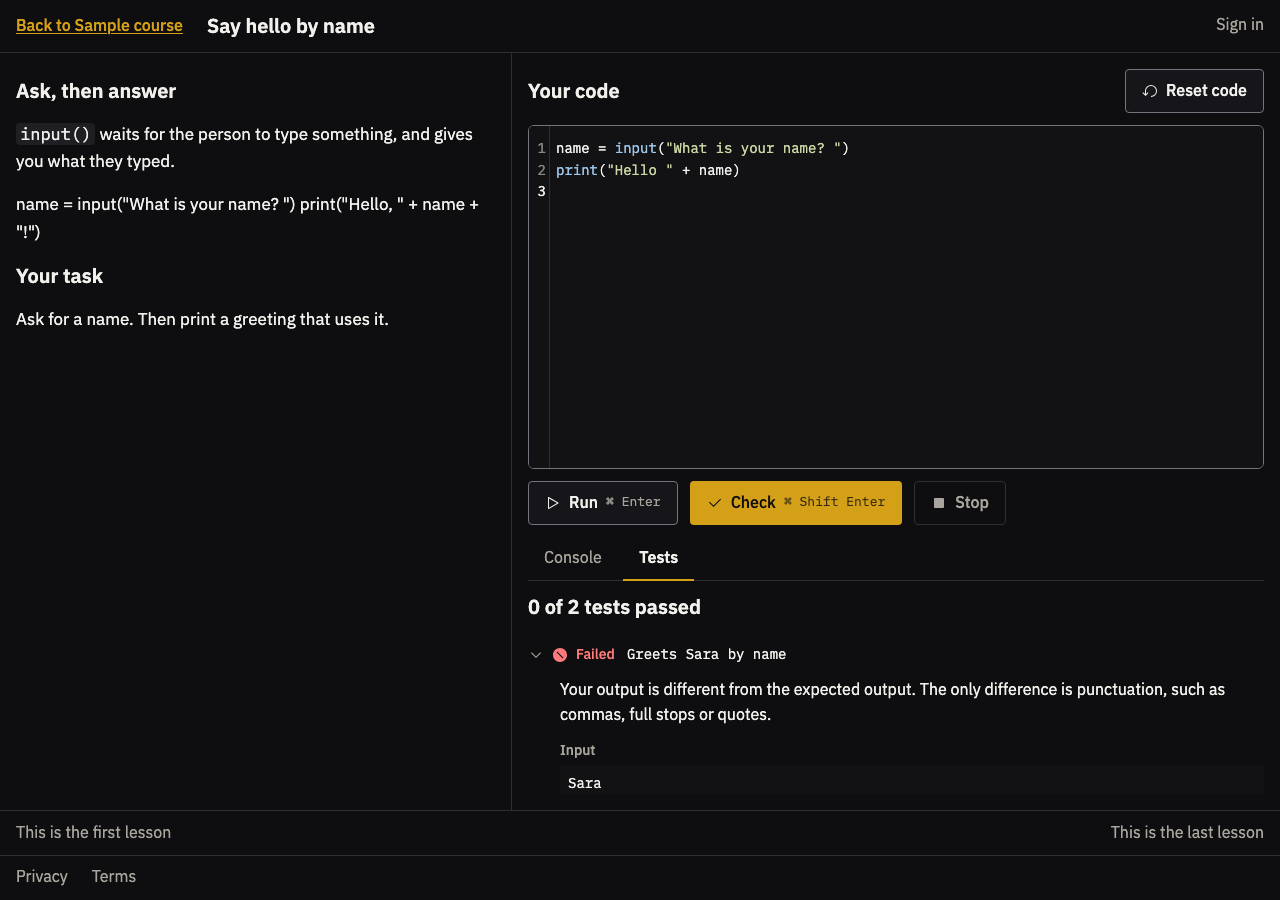 Back to Sample course
Say hello by name
Sign in
Ask, then answer
input() waits for the person to type something, and gives
you what they typed.
name = input("What is your name? ") print("Hello, " + name +
"!")
Your task
Ask for a name. Then print a greeting that uses it.
Your code
Reset code
1 name = input("What is your name? ")
2 print("Hello " + name)
3
Run ⌘ Enter
Check ⌘ Shift Enter
Stop
Console
Tests
0 of 2 tests passed
Failed Greets Sara by name
Your output is different from the expected output. The only difference is punctuation, such as
commas, full stops or quotes.
Input
Sara
This is the first lesson
This is the last lesson
Privacy
Terms